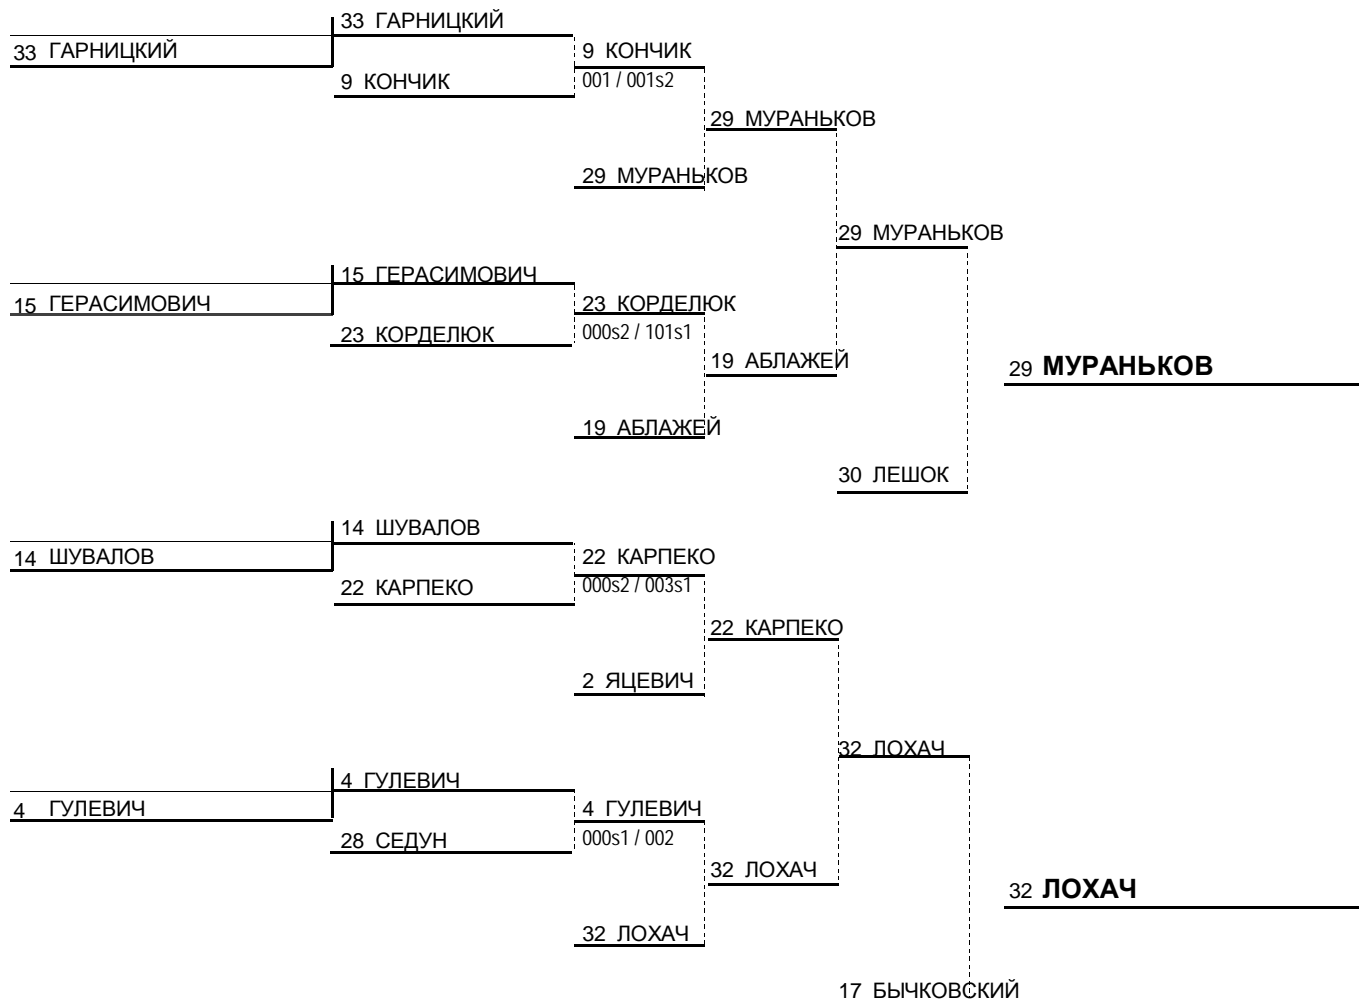 33 ГАРНИЦКИЙ
33 ГАРНИЦКИЙ
9 КОНЧИК
9 КОНЧИК
001 / 001s2
29 МУРАНЬКОВ
29 МУРАНЬКОВ
29 МУРАНЬКОВ
15 ГЕРАСИМОВИЧ
15 ГЕРАСИМОВИЧ
23 КОРДЕЛЮК
23 КОРДЕЛЮК
000s2 / 101s1
19 АБЛАЖЕЙ
29 МУРАНЬКОВ
19 АБЛАЖЕЙ
30 ЛЕШОК
14 ШУВАЛОВ
14 ШУВАЛОВ
22 КАРПЕКО
22 КАРПЕКО
000s2 / 003s1
22 КАРПЕКО
2 ЯЦЕВИЧ
32 ЛОХАЧ
4 ГУЛЕВИЧ
4 ГУЛЕВИЧ
4 ГУЛЕВИЧ
28 СЕДУН
000s1 / 002
32 ЛОХАЧ
32 ЛОХАЧ
32 ЛОХАЧ
17 БЫЧКОВСКИЙ